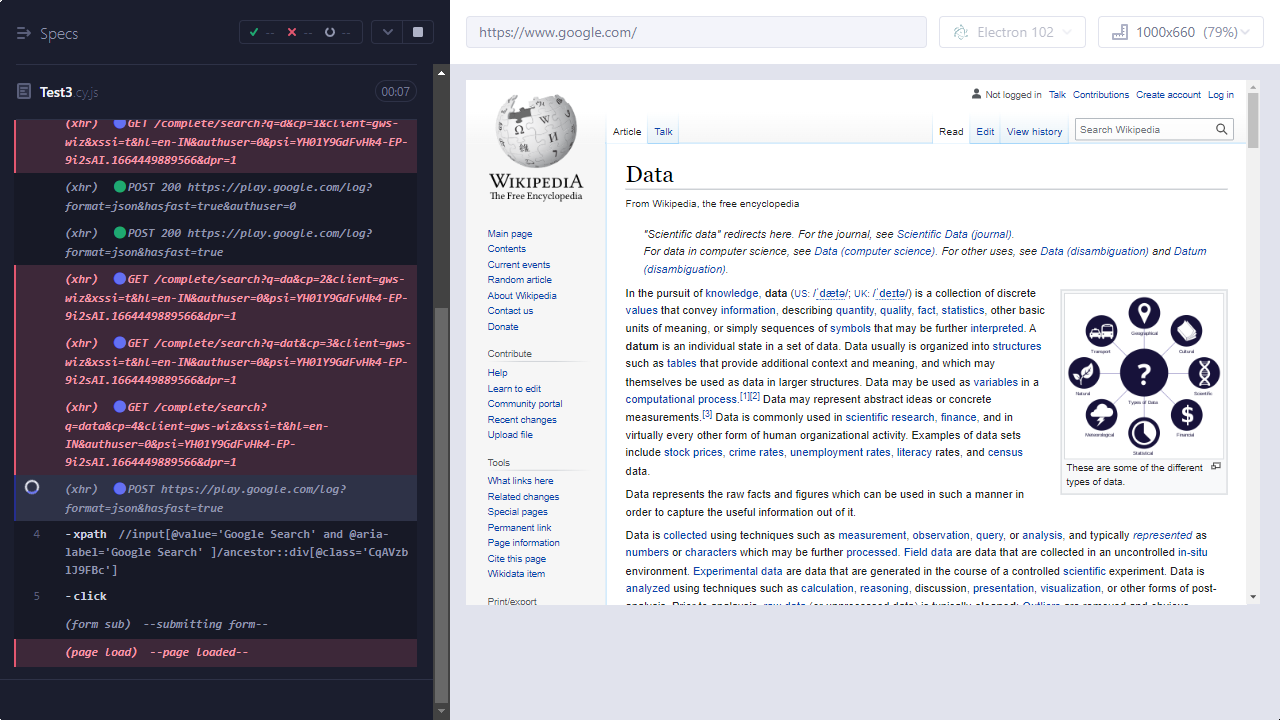 Specs
--
--
--
https://www.google.com/
Electron 102
1000x660 (79%)
Test3.cy.js
00:07
(xhr) GET /complete/search?q=d&cp=1&client=gws-
wiz&xssi=t&hl=en-IN&authuser=0&psi=YH01Y9GdFvHk4-EP-
9i2sAI.1664449889566&dpr=1
(xhr) POST 200 https://play.google.com/log?
format=json&hasfast=true&authuser=0
(xhr) POST 200 https://play.google.com/log?
format=json&hasfast=true
(xhr) GET /complete/search?q=da&cp=2&client=gws-
wiz&xssi=t&hl=en-IN&authuser=0&psi=YH01Y9GdFvHk4-EP-
9i2sAI.1664449889566&dpr=1
(xhr) GET /complete/search?q=dat&cp=3&client=gws-
wiz&xssi=t&hl=en-IN&authuser=0&psi=YH01Y9GdFvHk4-EP-
9i2sAI.1664449889566&dpr=1
(xhr) GET /complete/search?
q=data&cp=4&client=gws-wiz&xssi=t&hl=en-
IN&authuser=0&psi=YH01Y9GdFvHk4-EP-
9i2sAI.1664449889566&dpr=1
(xhr) POST https://play.google.com/log?
format=json&hasfast=true
4 -xpath //input[@value='Google Search' and @aria-
label='Google Search' ]/ancestor::div[@class='CqAVzb
lJ9FBc']
5 -click
(form sub) --submitting form--
(page load) --page loaded--
WIKIPEDIA
The Free Encyclopedia
Main page
Contents
Current events
Random article
About Wikipedia
Contact us
Donate
Contribute
Help
Learn to edit
Community portal
Recent changes
Upload file
Tools
What links here
Related changes
Special pages
Permanent link
Page information
Cite this page
Wikidata item
Print/export
Not logged in Talk Contributions Create account Log in
Article Talk
Read Edit View history
Search Wikipedia
Data
From Wikipedia, the free encyclopedia
"Scientific data" redirects here. For the journal, see Scientific Data (journal).
For data in computer science, see Data (computer science). For other uses, see Data (disambiguation) and Datum
(disambiguation).
In the pursuit of knowledge, data (US: /ˈdætə/; UK: /ˈdeɪtə/) is a collection of discrete
values that convey information, describing quantity, quality, fact, statistics, other basic
units of meaning, or simply sequences of symbols that may be further interpreted. A
datum is an individual state in a set of data. Data usually is organized into structures
such as tables that provide additional context and meaning, and which may
themselves be used as data in larger structures. Data may be used as variables in a
computational process.[1][2] Data may represent abstract ideas or concrete
measurements.[3] Data is commonly used in scientific research, finance, and in
virtually every other form of human organizational activity. Examples of data sets
include stock prices, crime rates, unemployment rates, literacy rates, and census
data.
Geographical
Transport
Cultural
Natural
Types of Data
Scientific
Meteorological
Financial
Statistical
These are some of the different
types of data.
Data represents the raw facts and figures which can be used in such a manner in
order to capture the useful information out of it.
Data is collected using techniques such as measurement, observation, query, or analysis, and typically represented as
numbers or characters which may be further processed. Field data are data that are collected in an uncontrolled in-situ
environment. Experimental data are data that are generated in the course of a controlled scientific experiment. Data is
analyzed using techniques such as calculation, reasoning, discussion, presentation, visualization, or other forms of post-
analysis. Prior to analysis, raw data (or unprocessed data) is typically cleaned: Outliers are removed and obvious